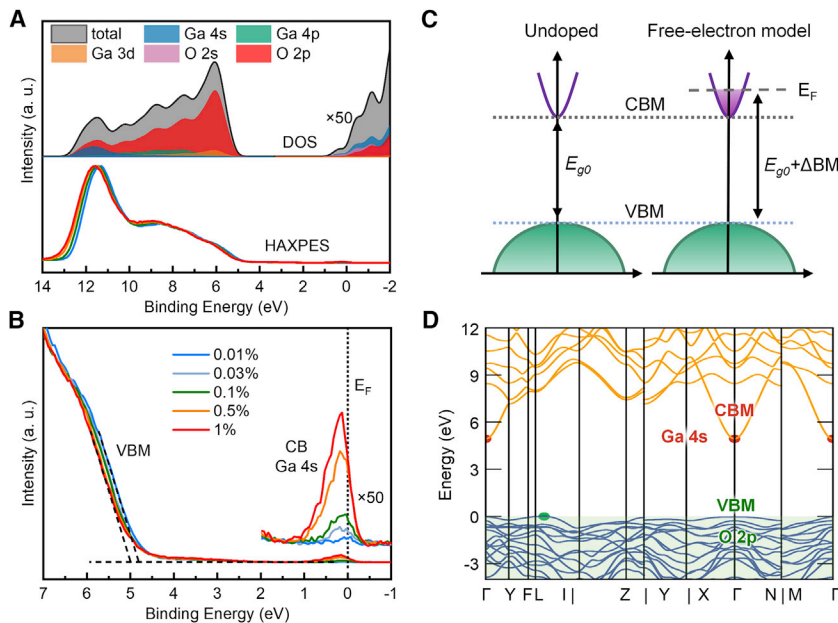 A
total
Ga 4s
Ga 4p
Ga 3d
O 2s
O 2p
×50
DOS
HAXPES
Intensity (a. u.)
14 12 10 8 6 4 2 0 -2
Binding Energy (eV)
B
0.01%
0.03%
0.1%
0.5%
1%
E_F
VBM
CB
Ga 4s
×50
Intensity (a. u.)
7 6 5 4 3 2 1 0 -1
Binding Energy (eV)
C
Undoped
Free-electron model
E_F
CBM
E_g0
E_g0+ΔBM
VBM
D
12
9
6
3
0
-3
Energy (eV)
CBM
Ga 4s
VBM
O 2p
Γ Y F L I | Z | Y | X Γ N | M Γ